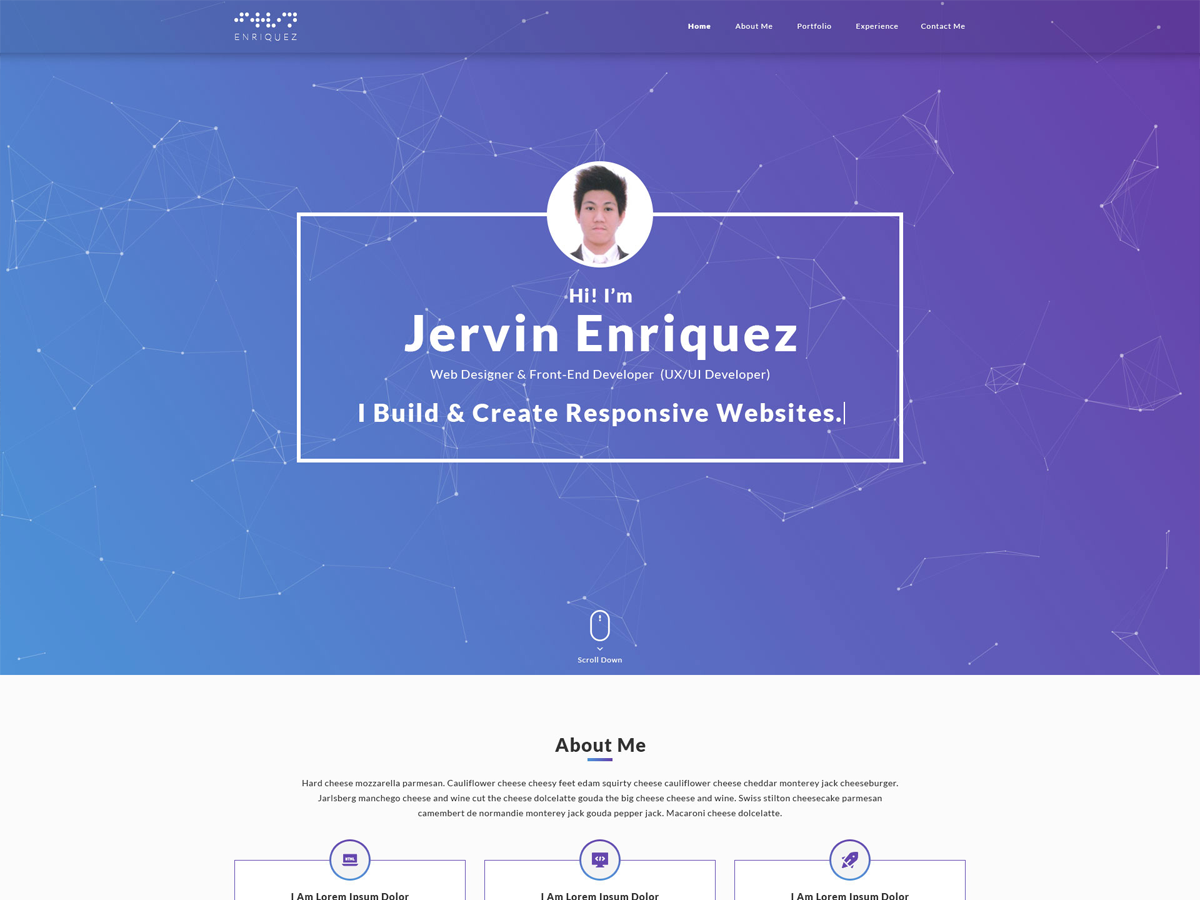 ENRIQUEZ
Home About Me Portfolio Experience Contact Me
Hi! I'm
Jervin Enriquez
Web Designer & Front-End Developer (UX/UI Developer)
I Build & Create Responsive Websites.
Scroll Down
About Me
Hard cheese mozzarella parmesan. Cauliflower cheese cheesy feet edam squirty cheese cauliflower cheese cheddar monterey jack cheeseburger.
Jarlsberg manchego cheese and wine cut the cheese dolcelatte gouda the big cheese cheese and wine. Swiss stilton cheesecake parmesan
camembert de normandie monterey jack gouda pepper jack. Macaroni cheese dolcelatte.
HTML
I Am Lorem Ipsum Dolor I Am Lorem Ipsum Dolor I Am Lorem Ipsum Dolor